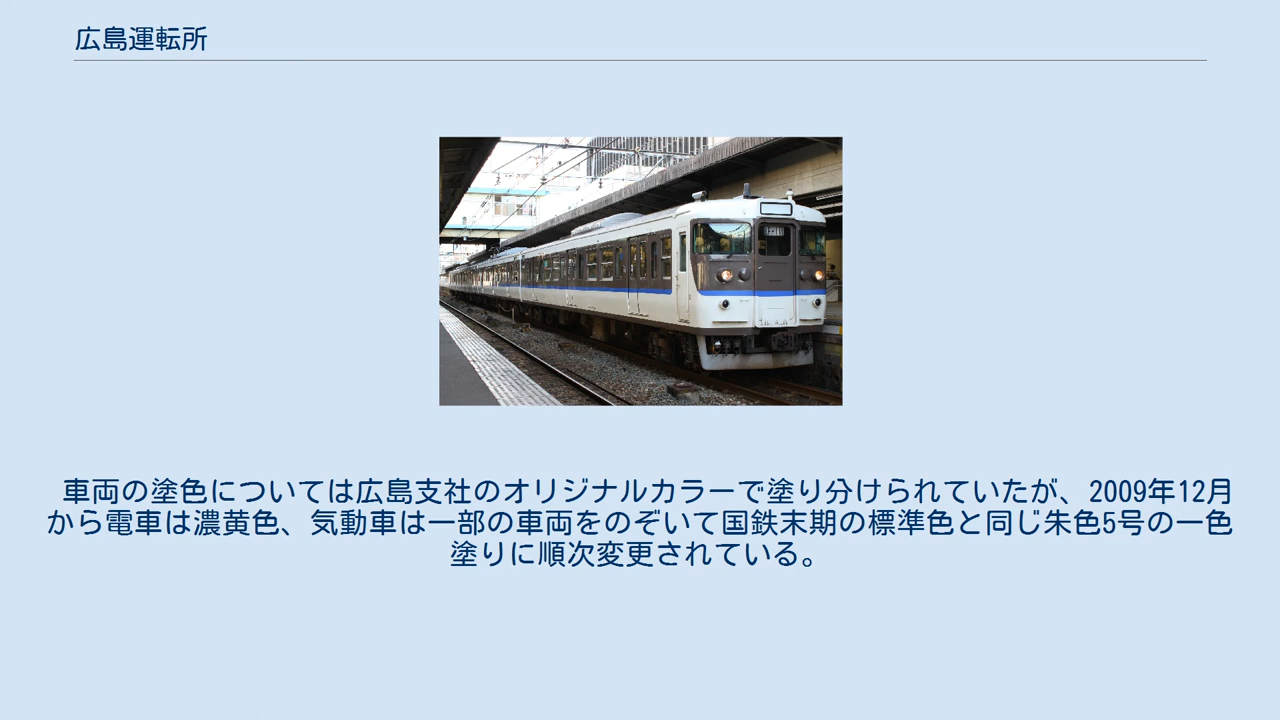 広島運転所
車両の塗色については広島支社のオリジナルカラーで塗り分けられていたが、2009年12月
から電車は濃黄色、気動車は一部の車両をのぞいて国鉄末期の標準色と同じ朱色5号の一色
塗りに順次変更されている。